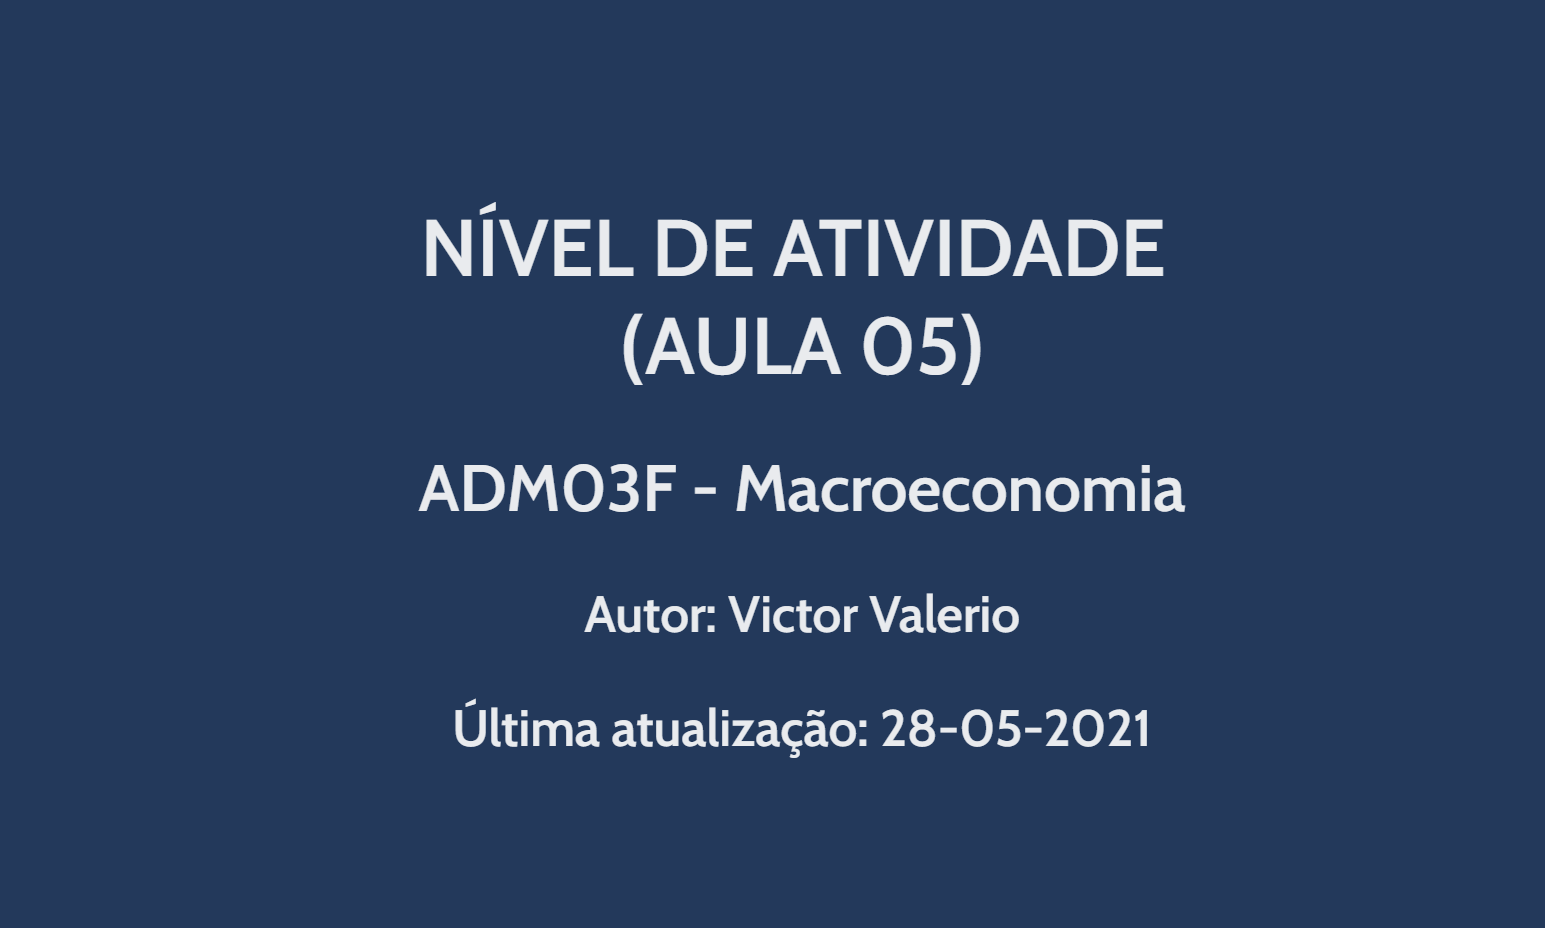 NÍVEL DE ATIVIDADE
(AULA 05)
ADM03F - Macroeconomia
Autor: Victor Valerio
Última atualização: 28-05-2021